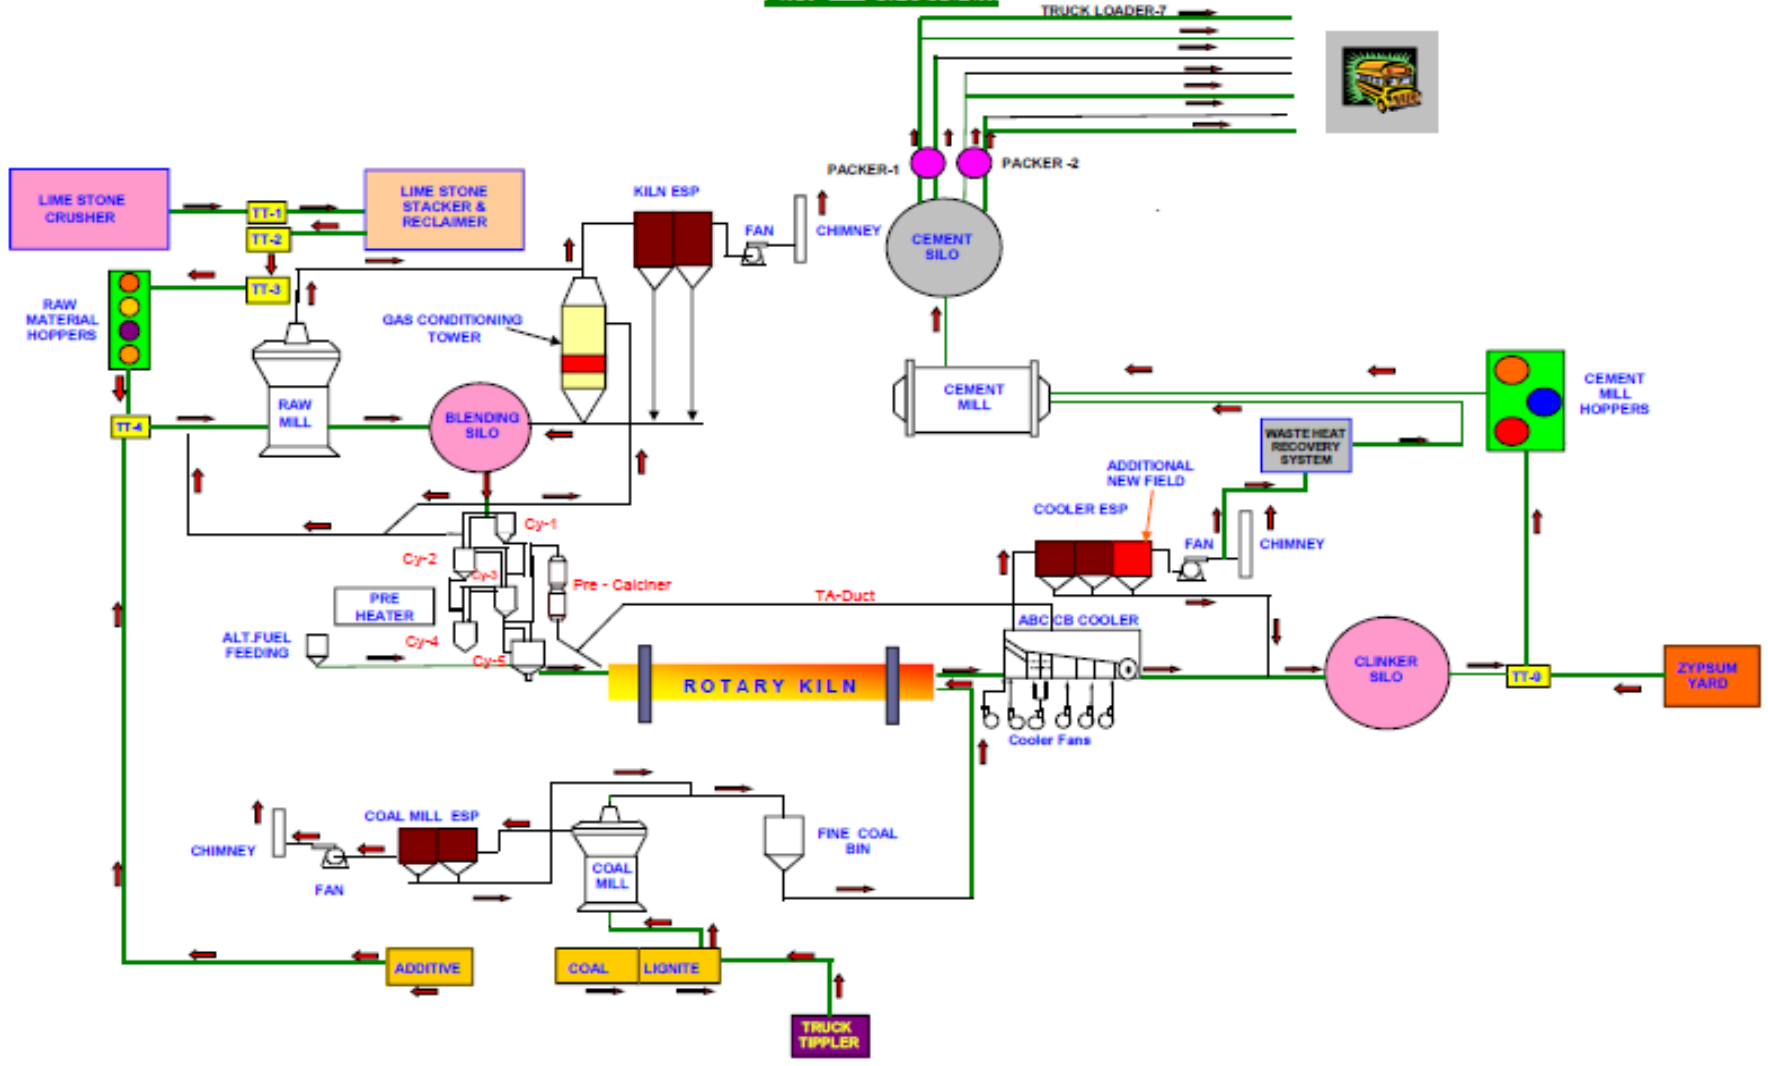 TRUCK LOADER-7
PACKER-1
PACKER -2
LIME STONE
CRUSHER
TT-1
TT-2
TT-3
LIME STONE
STACKER &
RECLAIMER
KILN ESP
FAN
CHIMNEY
CEMENT
SILO
RAW
MATERIAL
HOPPERS
GAS CONDITIONING
TOWER
RAW
MILL
BLENDING
SILO
TT-4
CEMENT
MILL
CEMENT
MILL
HOPPERS
WASTE HEAT
RECOVERY
SYSTEM
ADDITIONAL
NEW FIELD
COOLER ESP
FAN
CHIMNEY
Cy-1
Cy-2
Cy-3
Pre - Calciner
PRE
HEATER
Cy-4
Cy-5
TA-Duct
ALT.FUEL
FEEDING
ABC CB COOLER
ROTARY KILN
Cooler Fans
CLINKER
SILO
TT-9
ZYPSUM
YARD
COAL MILL ESP
CHIMNEY
FAN
COAL
MILL
FINE COAL
BIN
ADDITIVE
COAL
LIGNITE
TRUCK
TIPPLER